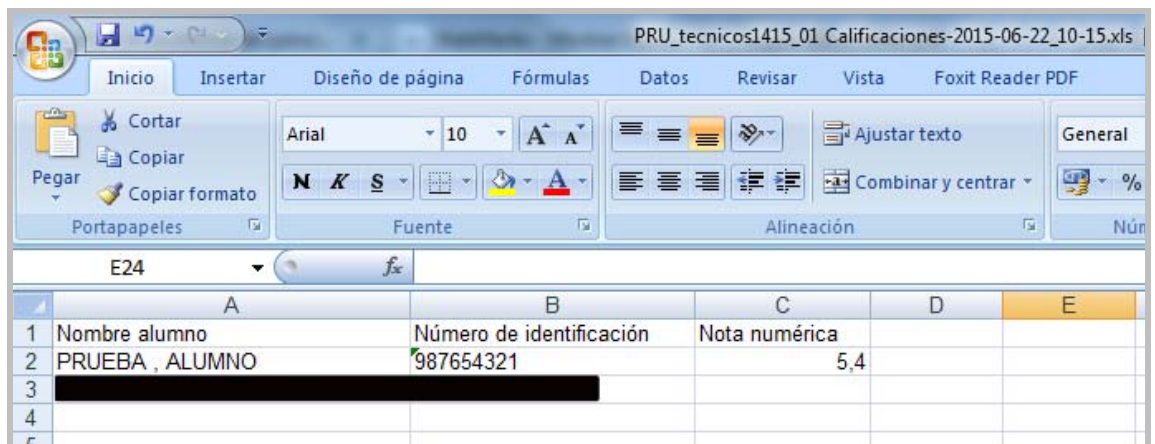 PRU_tecnicos1415_01 Calificaciones-2015-06-22_10-15.xls
Inicio Insertar Diseño de página Fórmulas Datos Revisar Vista Foxit Reader PDF
Cortar
Copiar
Copiar formato
Pegar
Portapapeles
Arial 10 A A
N K S A
Fuente
Ajustar texto
Combinar y centrar
Alineación
General
%
E24 fx
A B C D E
1 Nombre alumno Número de identificación Nota numérica
2 PRUEBA , ALUMNO 987654321 5,4
3
4